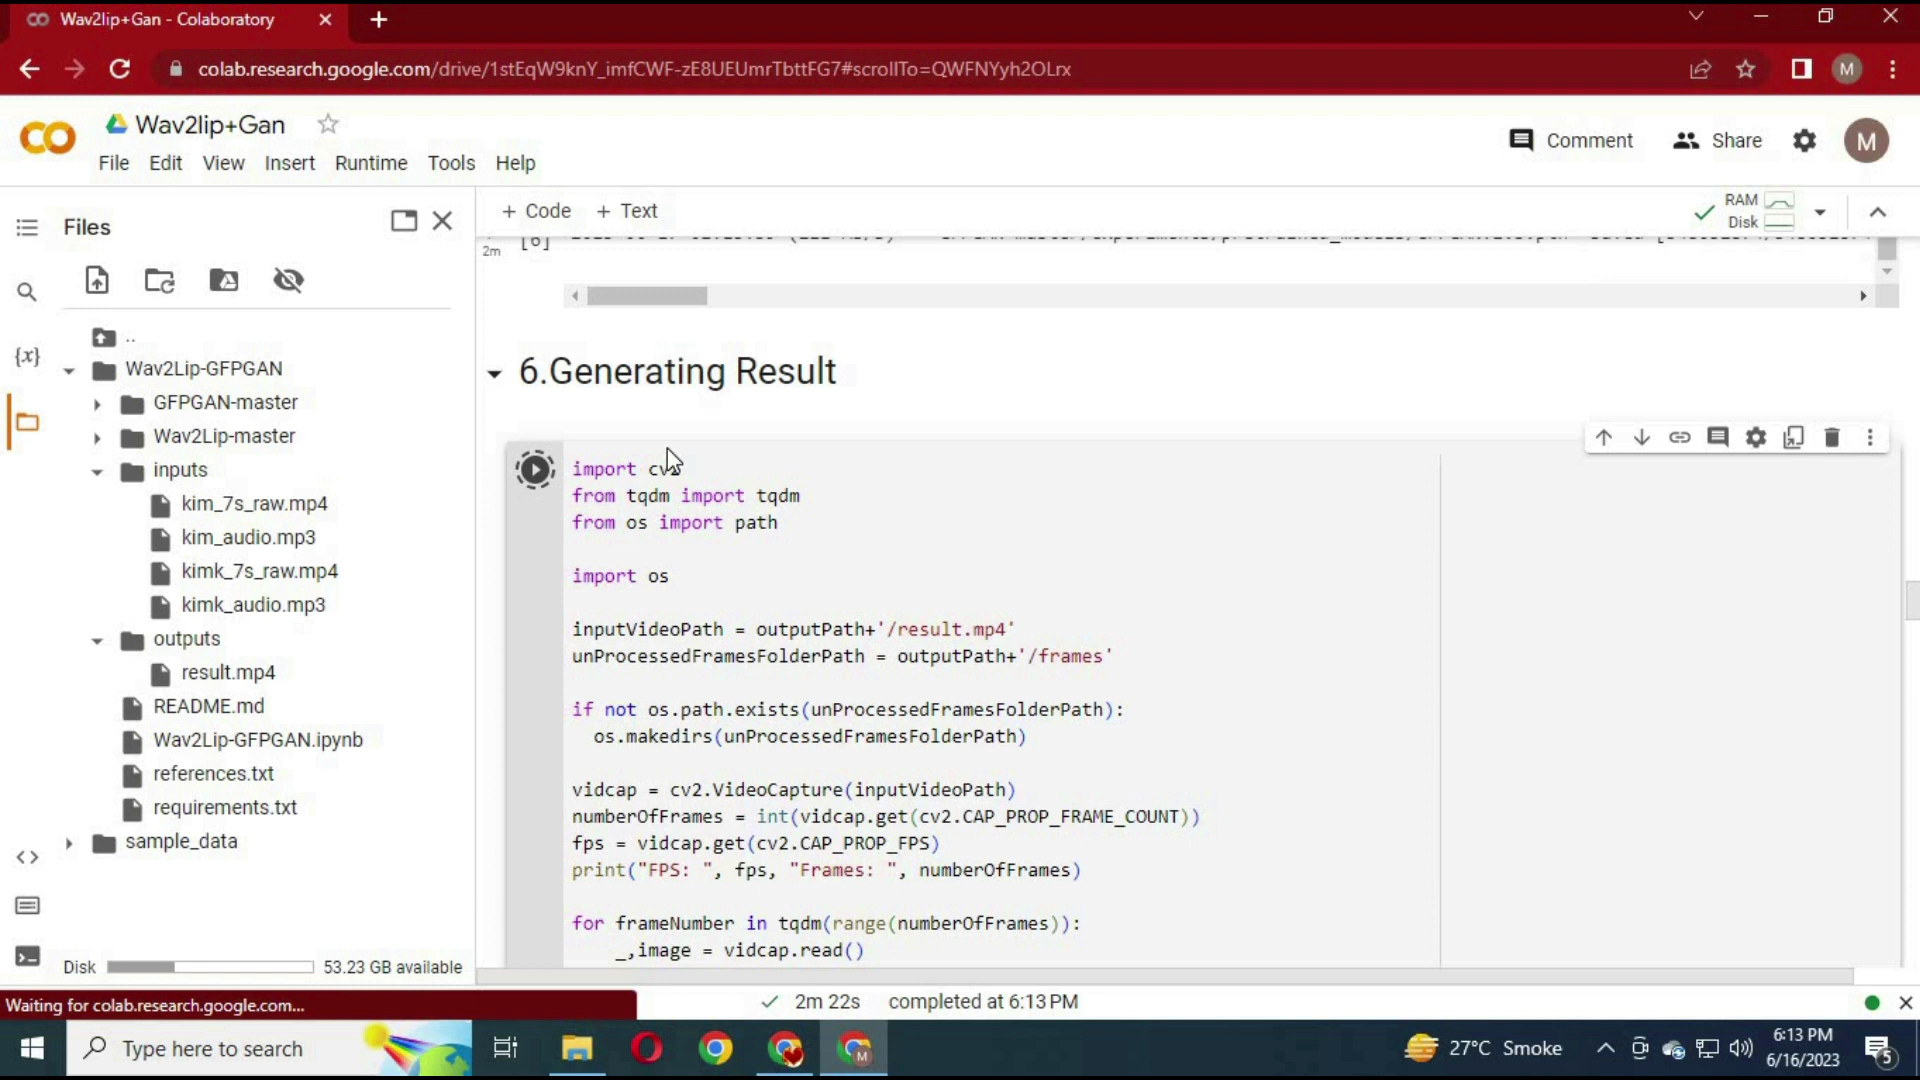 Wav2lip+Gan - Colaboratory
colab.research.google.com/drive/1stEqW9knY_imfCWF-zE8UEUmrTbttFG7#scrollTo=QWFNYyh2OLrx
M
Wav2lip+Gan
Comment
Share
M
File Edit View Insert Runtime Tools Help
Files
+ Code + Text
RAM
Disk
2m
[6]
..
Wav2Lip-GFPGAN
GFPGAN-master
Wav2Lip-master
inputs
kim_7s_raw.mp4
kim_audio.mp3
kimk_7s_raw.mp4
kimk_audio.mp3
outputs
result.mp4
README.md
Wav2Lip-GFPGAN.ipynb
references.txt
requirements.txt
sample_data
Disk
53.23 GB available
{x}
6.Generating Result
import cv2
from tqdm import tqdm
from os import path
import os
inputVideoPath = outputPath+'/result.mp4'
unProcessedFramesFolderPath = outputPath+'/frames'
if not os.path.exists(unProcessedFramesFolderPath):
os.makedirs(unProcessedFramesFolderPath)
vidcap = cv2.VideoCapture(inputVideoPath)
numberOfFrames = int(vidcap.get(cv2.CAP_PROP_FRAME_COUNT))
fps = vidcap.get(cv2.CAP_PROP_FPS)
print("FPS: ", fps, "Frames: ", numberOfFrames)
for frameNumber in tqdm(range(numberOfFrames)):
_,image = vidcap.read()
Waiting for colab.research.google.com...
2m 22s completed at 6:13 PM
Type here to search
M
27°C Smoke
6:13 PM
6/16/2023
5